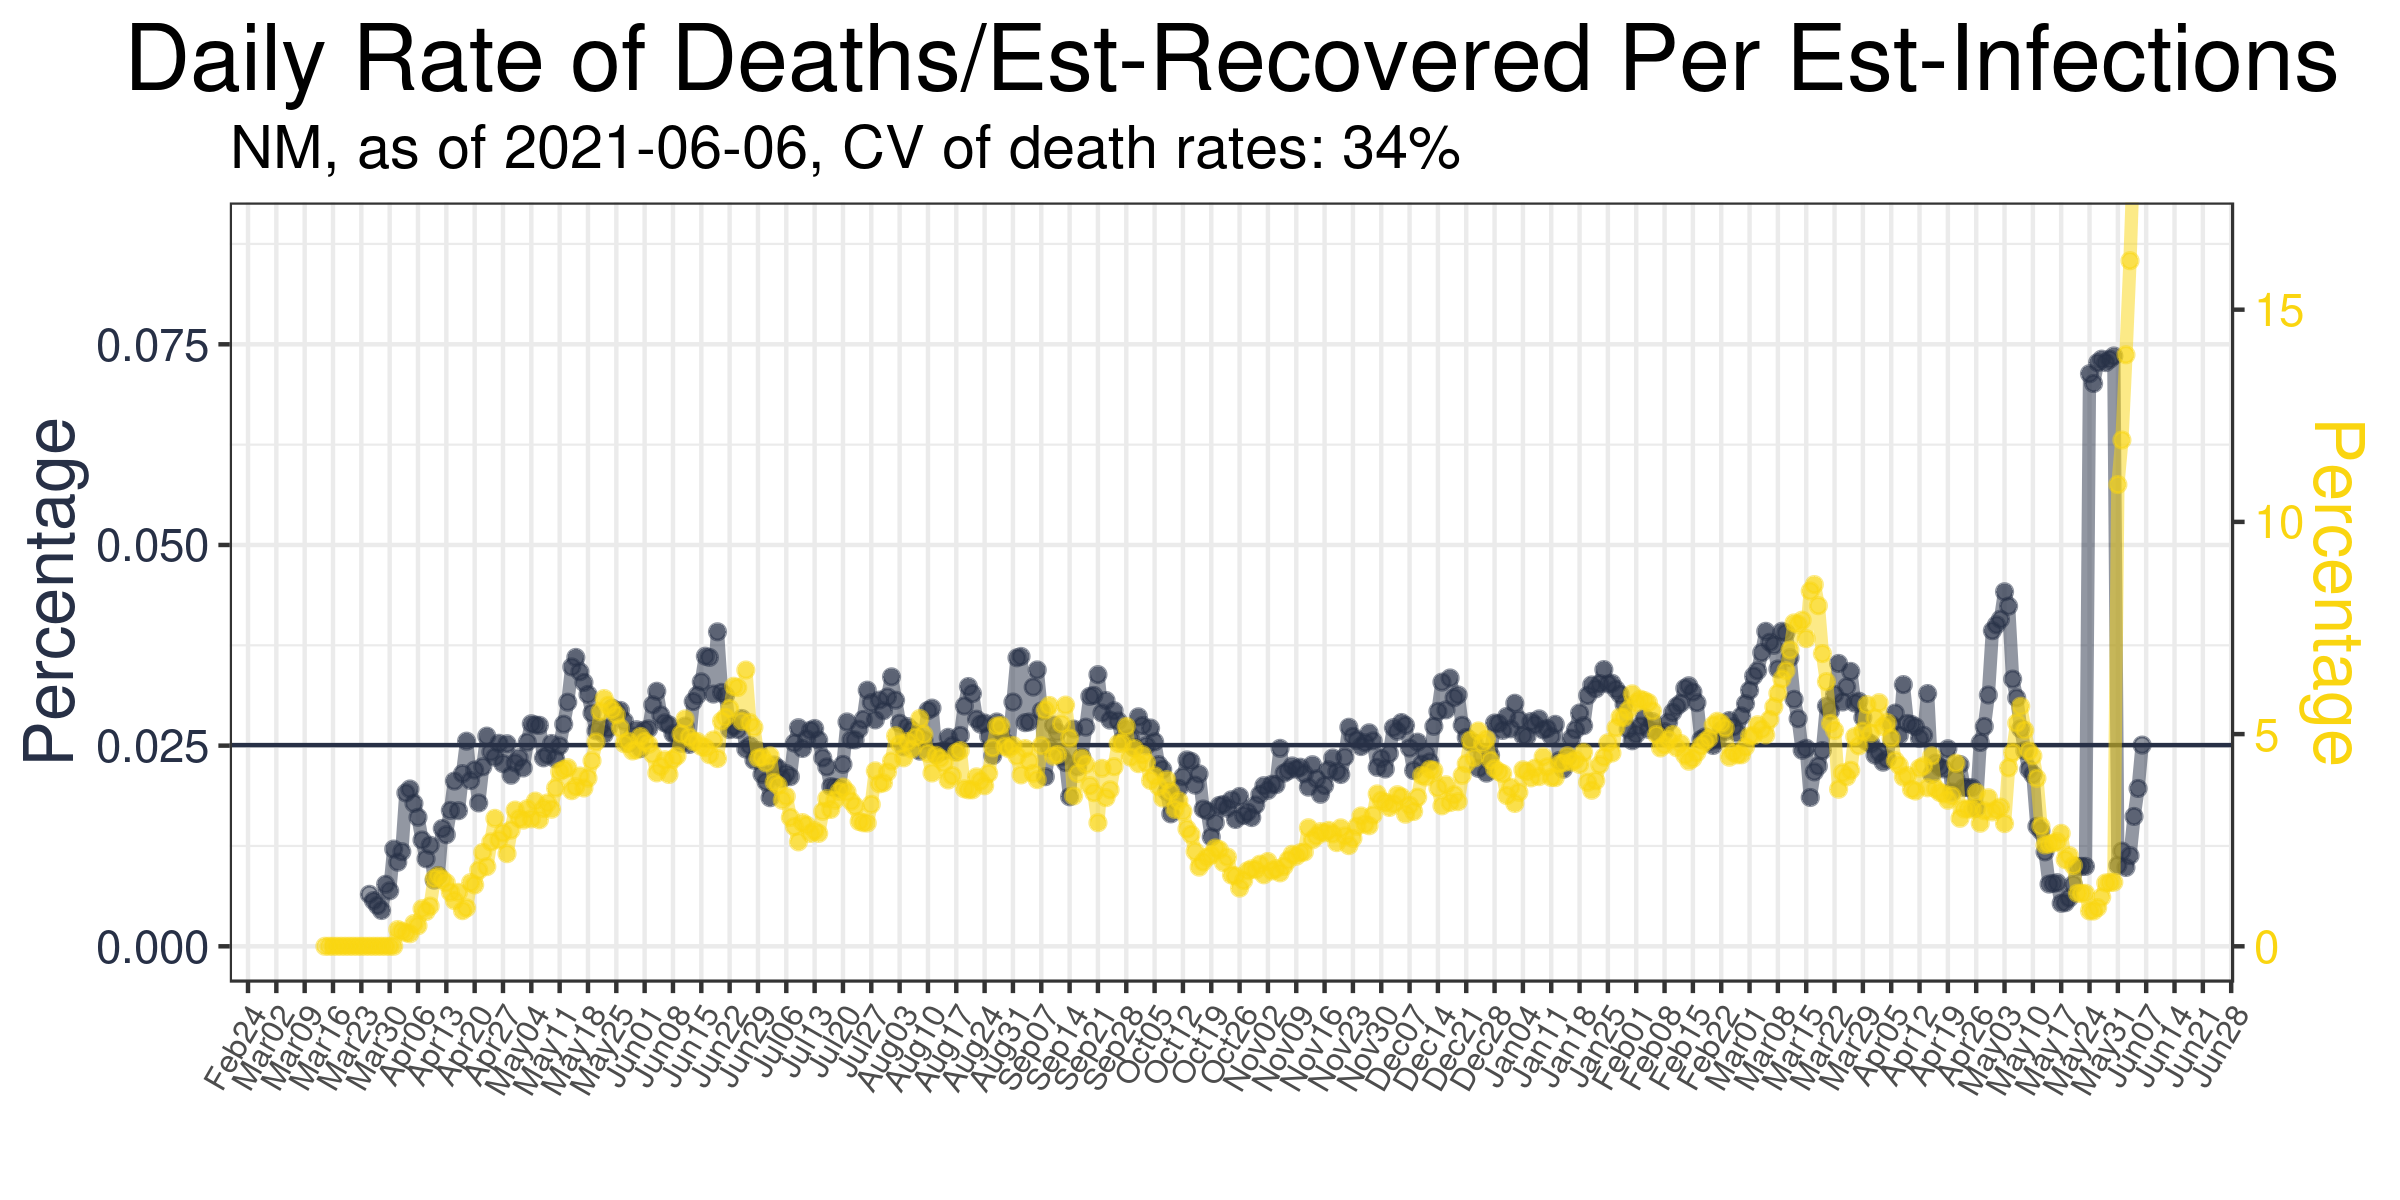 Daily Rate of Deaths/Est-Recovered Per Est-Infections
NM, as of 2021-06-06, CV of death rates: 34%
Percentage
0.075
0.050
0.025
0.000
15
10
5
0
Percentage
Feb24
Mar02
Mar09
Mar16
Mar23
Mar30
Apr06
Apr13
Apr20
Apr27
May04
May11
May18
May25
Jun01
Jun08
Jun15
Jun22
Jun29
Jul06
Jul13
Jul20
Jul27
Aug03
Aug10
Aug17
Aug24
Aug31
Sep07
Sep14
Sep21
Sep28
Oct05
Oct12
Oct19
Oct26
Nov02
Nov09
Nov16
Nov23
Nov30
Dec07
Dec14
Dec21
Dec28
Jan04
Jan11
Jan18
Jan25
Feb01
Feb08
Feb15
Feb22
Mar01
Mar08
Mar15
Mar22
Mar29
Apr05
Apr12
Apr19
Apr26
May03
May10
May17
May24
May31
Jun07
Jun14
Jun21
Jun28